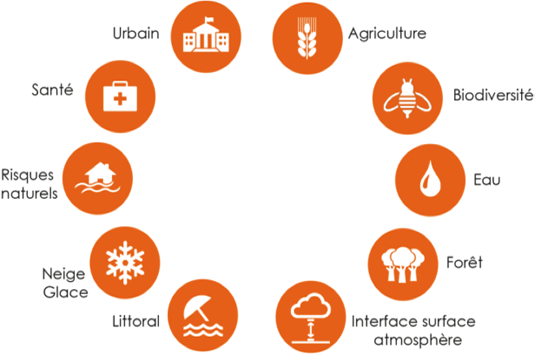 Urbain
Agriculture
Santé
Biodiversité
Risques
naturels
Eau
Neige
Glace
Forêt
Littoral
Interface surface
atmosphère